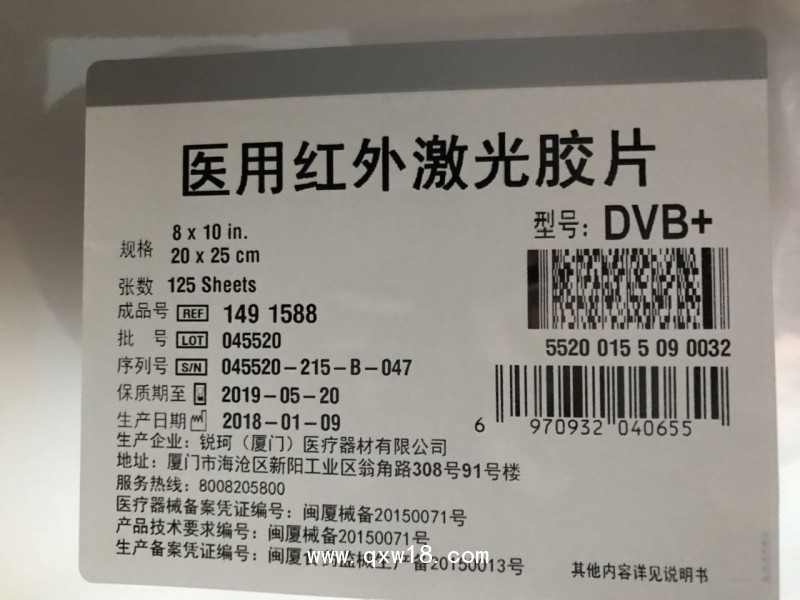 医用红外激光胶片
型号: DVB+
规格 8 x 10 in.
20 x 25 cm
张数 125 Sheets
成品号 REF 149 1588
批 号 LOT 045520
序列号 S/N 045520-215-B-047
保质期至 2019-05-20
生产日期 2018-01-09
5520 015 5 09 0032
6 970932 040655
生产企业: 锐珂（厦门）医疗器材有限公司
地址: 厦门市海沧区新阳工业区翁角路308号91号楼
服务热线: 8008205800
医疗器械备案凭证编号: 闽厦械备20150071号
产品技术要求编号: 闽厦械备20150071号
生产备案凭证编号: 闽厦 生产备20150013号
www.qxw18.com
其他内容详见说明书